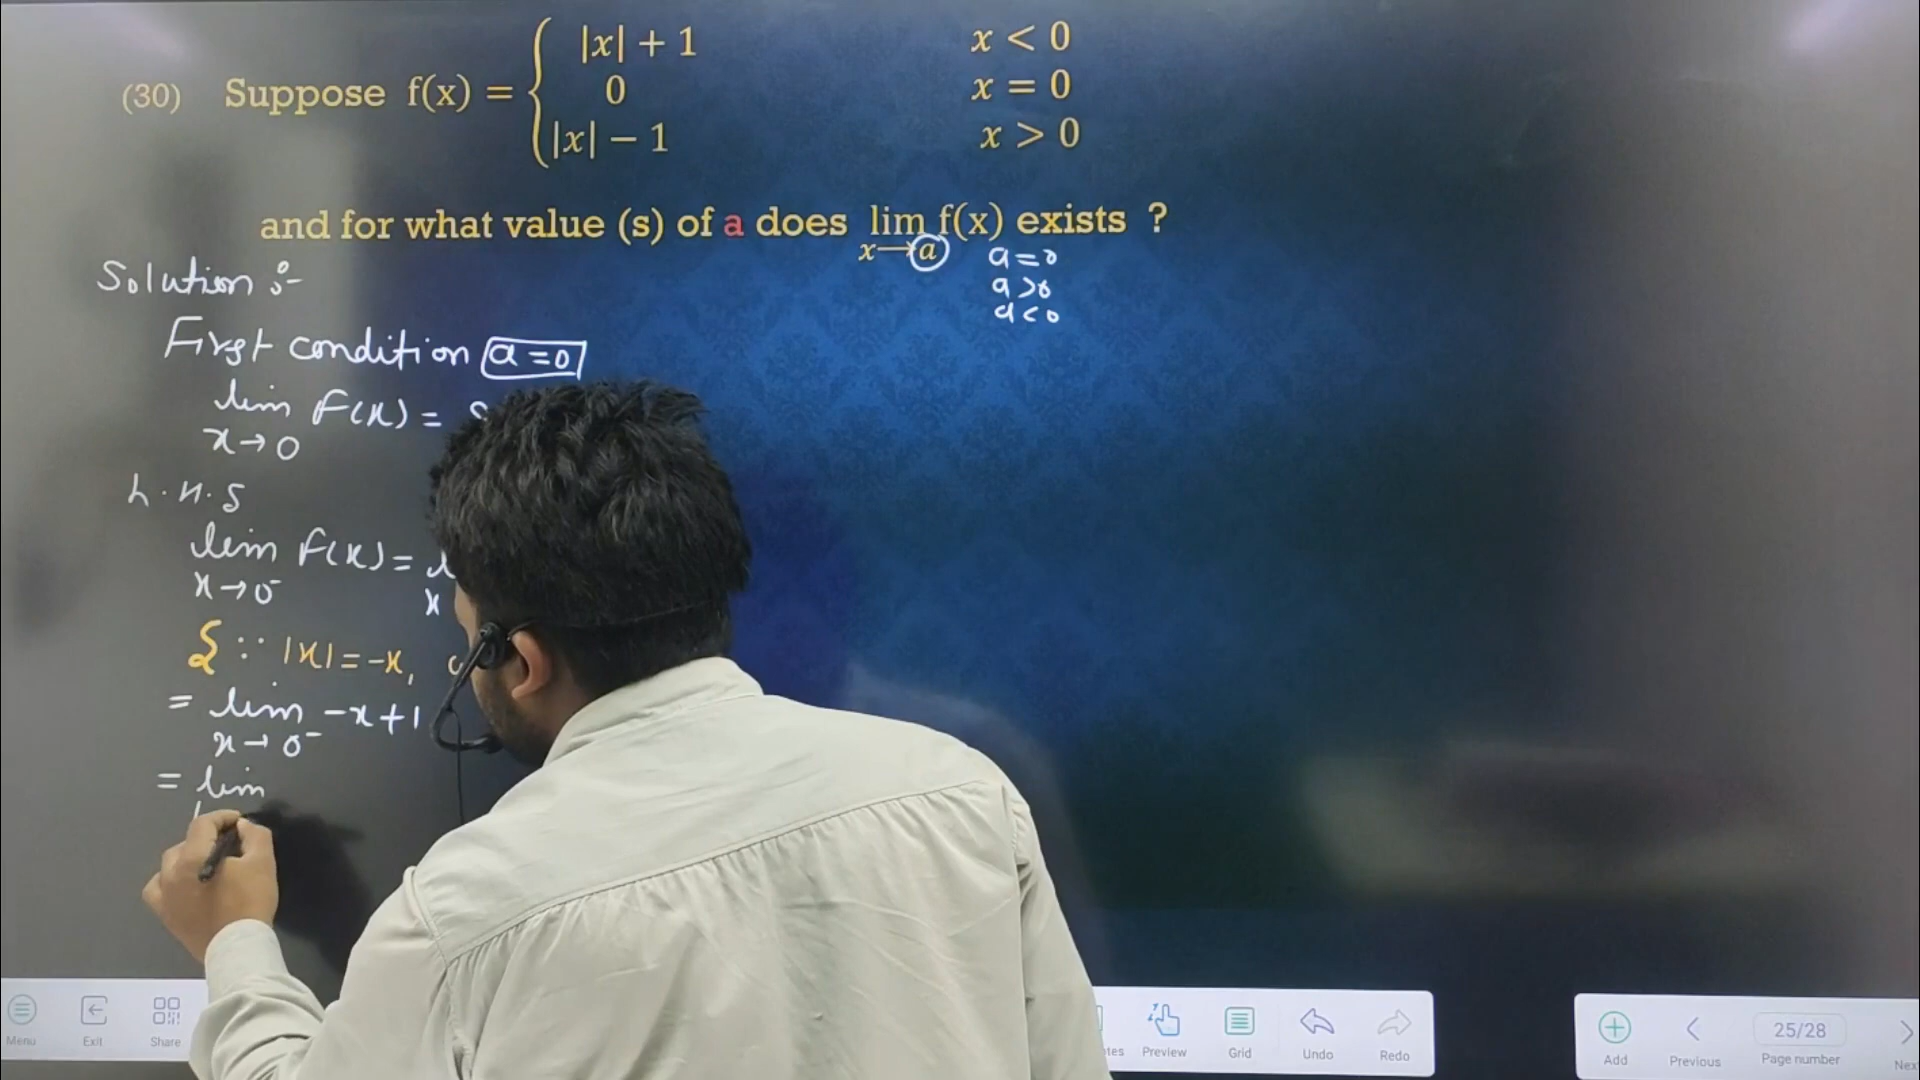 (30) Suppose f(x) = { |x| + 1 x < 0
0 x = 0
|x| − 1 x > 0
and for what value (s) of a does lim f(x) exists ?
x→a
a=0
a>0
a<0
Solution :-
First condition a=0
lim f(x) =
x→0
L.H.S
lim f(x) =
x→0⁻ x
{ ∵ |x| = -x,
= lim -x+1
x→0⁻
= lim
Menu Exit Share Preview Grid Undo Redo Add Previous 25/28 Page number